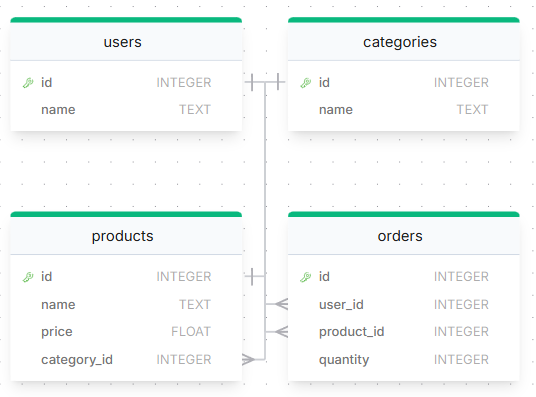 users
id INTEGER
name TEXT
categories
id INTEGER
name TEXT
products
id INTEGER
name TEXT
price FLOAT
category_id INTEGER
orders
id INTEGER
user_id INTEGER
product_id INTEGER
quantity INTEGER